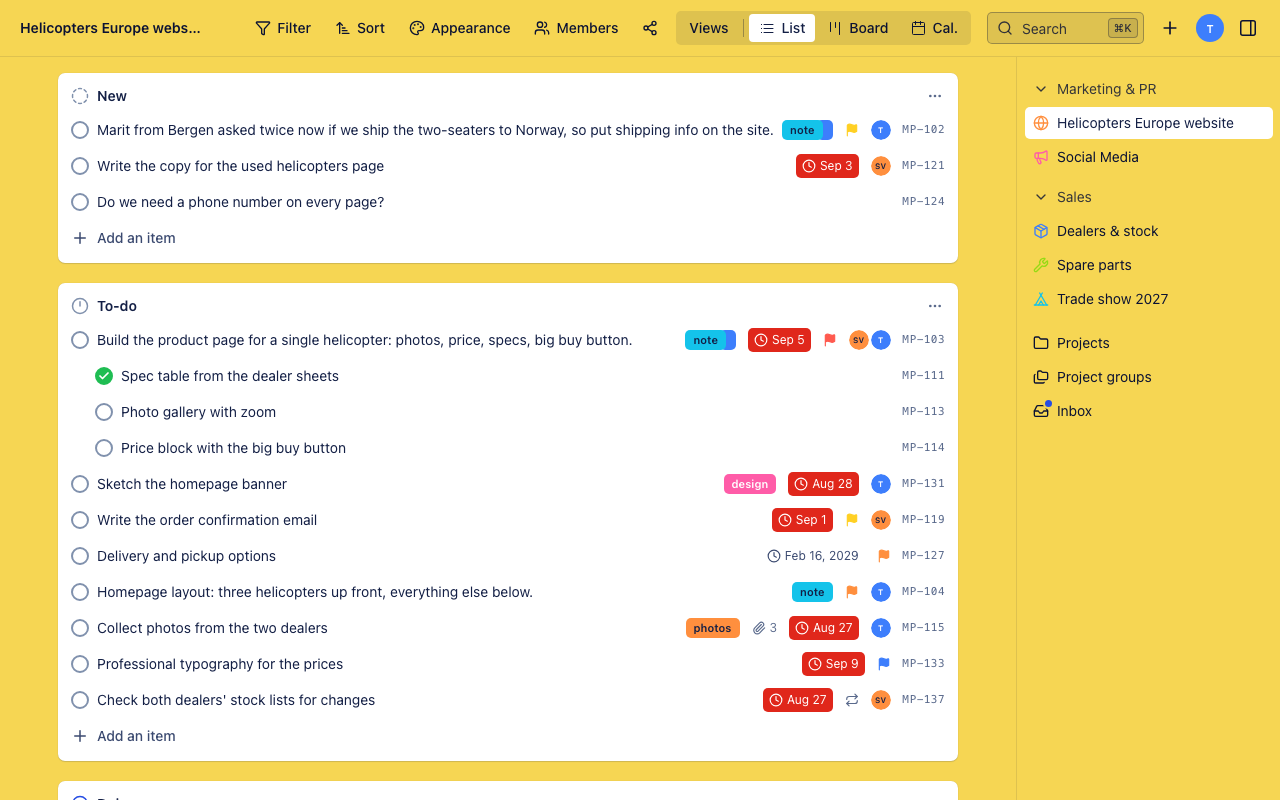 Helicopters Europe webs...
Filter
Sort
Appearance
Members
Views
List
Board
Cal.
Search
⌘K
T
New
Marit from Bergen asked twice now if we ship the two-seaters to Norway, so put shipping info on the site. note T MP-102
Write the copy for the used helicopters page Sep 3 SV MP-121
Do we need a phone number on every page? MP-124
Add an item
To-do
Build the product page for a single helicopter: photos, price, specs, big buy button. note Sep 5 SV T MP-103
Spec table from the dealer sheets MP-111
Photo gallery with zoom MP-113
Price block with the big buy button MP-114
Sketch the homepage banner design Aug 28 T MP-131
Write the order confirmation email Sep 1 SV MP-119
Delivery and pickup options Feb 16, 2029 MP-127
Homepage layout: three helicopters up front, everything else below. note T MP-104
Collect photos from the two dealers photos 3 Aug 27 T MP-115
Professional typography for the prices Sep 9 MP-133
Check both dealers' stock lists for changes Aug 27 SV MP-137
Add an item
Marketing & PR
Helicopters Europe website
Social Media
Sales
Dealers & stock
Spare parts
Trade show 2027
Projects
Project groups
Inbox